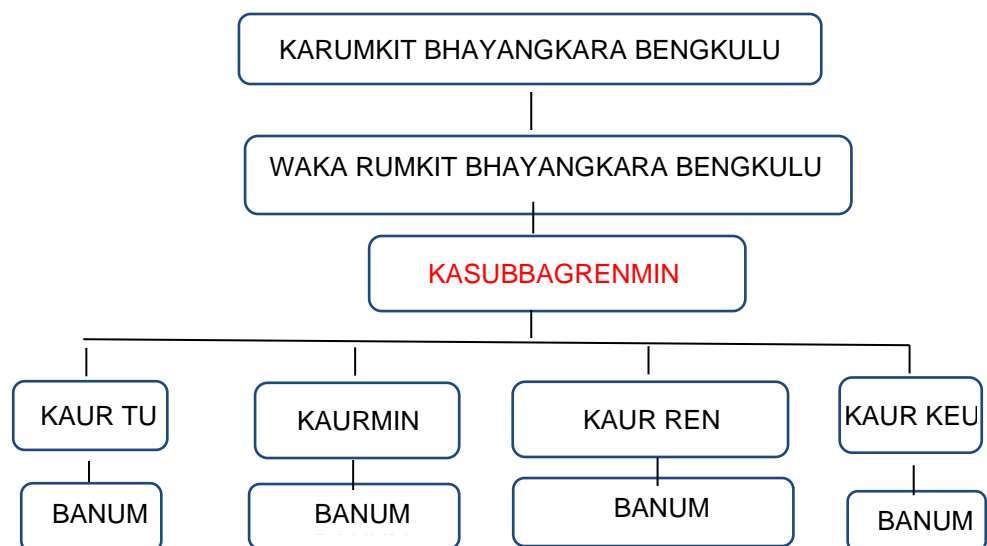 KARUMKIT BHAYANGKARA BENGKULU
WAKA RUMKIT BHAYANGKARA BENGKULU
KASUBBAGRENMIN
KAUR TU
KAURMIN
KAUR REN
KAUR KEU
BANUM
BANUM
BANUM
BANUM